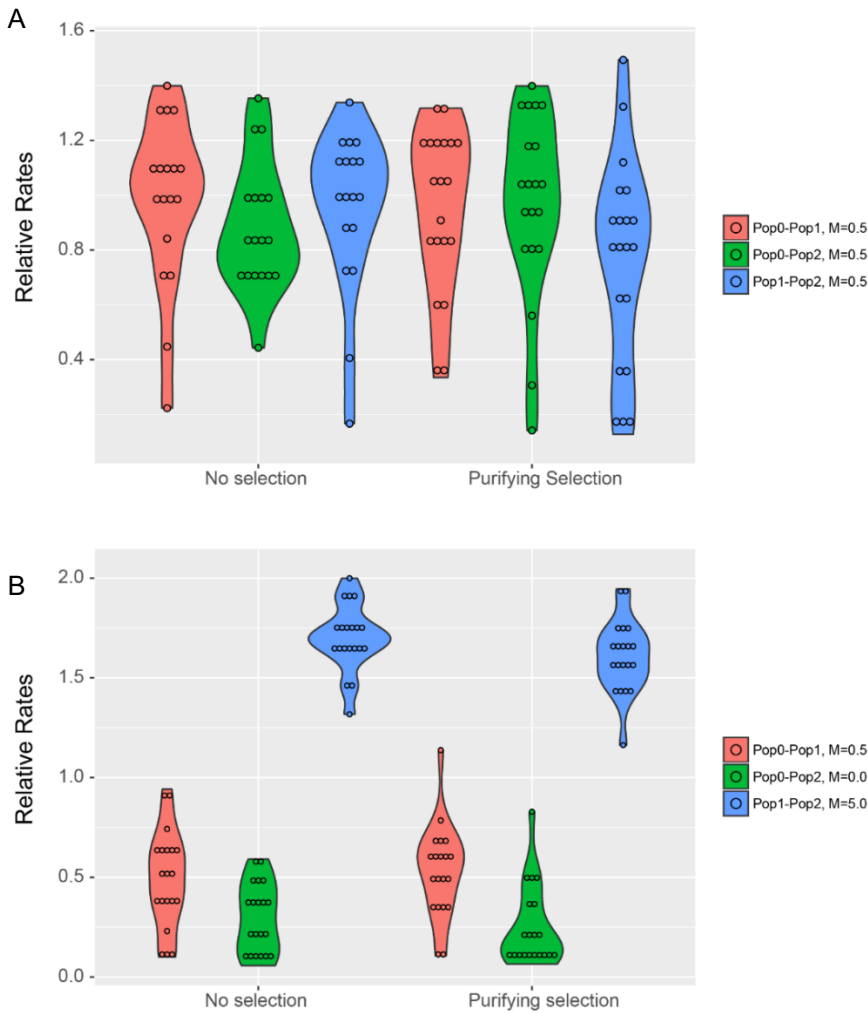 A
1.6
1.2
0.8
0.4
Relative Rates
No selection
Purifying Selection
Pop0-Pop1, M=0.5
Pop0-Pop2, M=0.5
Pop1-Pop2, M=0.5
B
2.0
1.5
1.0
0.5
0.0
Relative Rates
No selection
Purifying selection
Pop0-Pop1, M=0.5
Pop0-Pop2, M=0.0
Pop1-Pop2, M=5.0